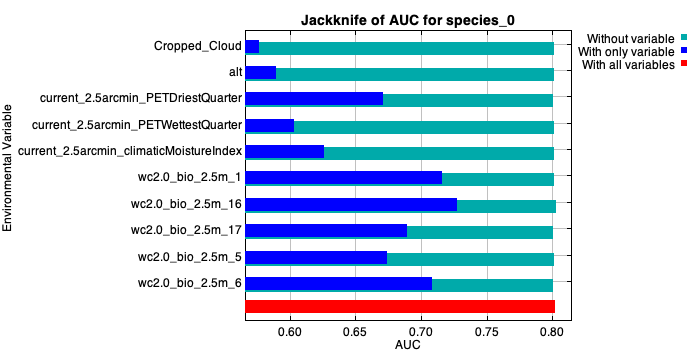 Jackknife of AUC for species_0
Without variable
With only variable
With all variables
Environmental Variable
Cropped_Cloud
alt
current_2.5arcmin_PETDriestQuarter
current_2.5arcmin_PETWettestQuarter
current_2.5arcmin_climaticMoistureIndex
wc2.0_bio_2.5m_1
wc2.0_bio_2.5m_16
wc2.0_bio_2.5m_17
wc2.0_bio_2.5m_5
wc2.0_bio_2.5m_6
0.60 0.65 0.70 0.75 0.80
AUC